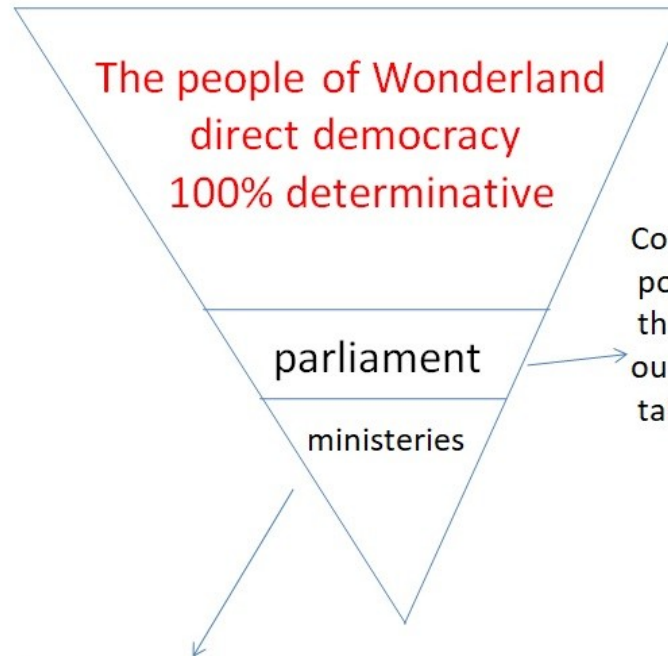 The people of Wonderland
direct democracy
100% determinative
parliament
ministeries